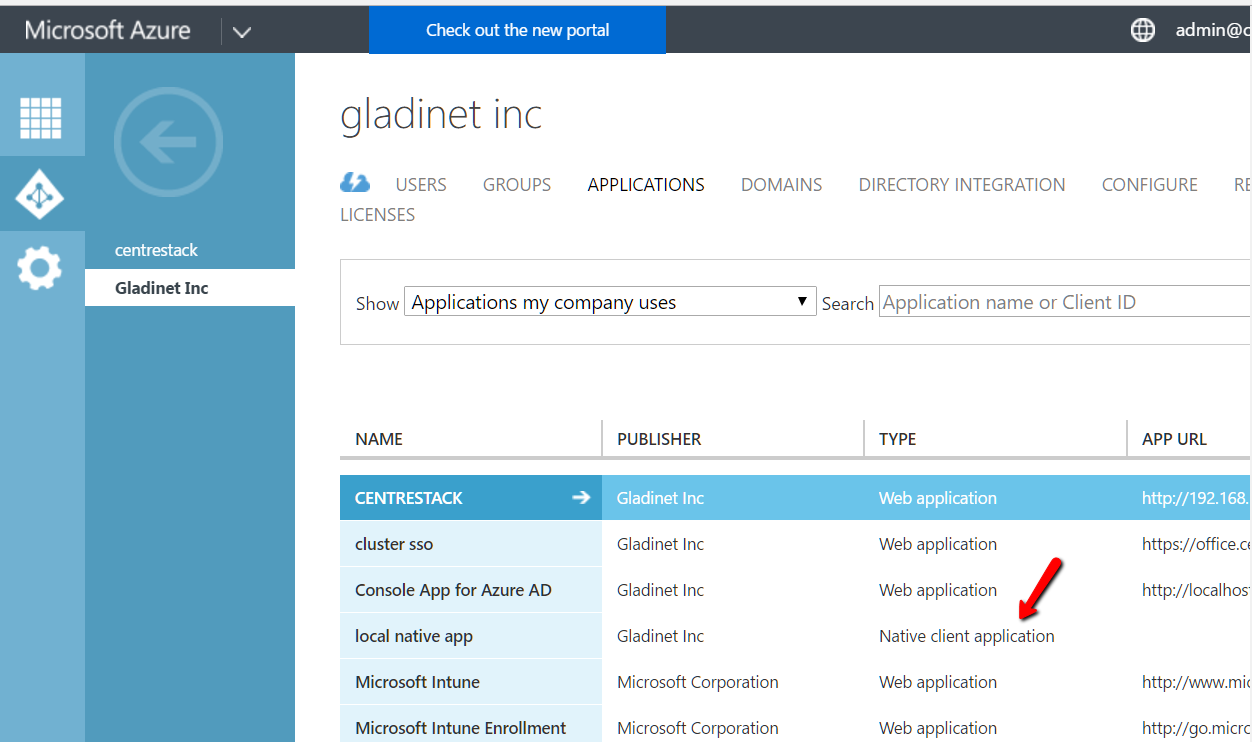 Microsoft Azure
Check out the new portal
admin@c
gladinet inc
USERS GROUPS APPLICATIONS DOMAINS DIRECTORY INTEGRATION CONFIGURE RE
LICENSES
centrestack
Gladinet Inc
Show Applications my company uses Search Application name or Client ID
NAME PUBLISHER TYPE APP URL
CENTRESTACK Gladinet Inc Web application http://192.168.
cluster sso Gladinet Inc Web application https://office.ce
Console App for Azure AD Gladinet Inc Web application http://localhost
local native app Gladinet Inc Native client application
Microsoft Intune Microsoft Corporation Web application http://www.mic
Microsoft Intune Enrollment Microsoft Corporation Web application http://go.micro